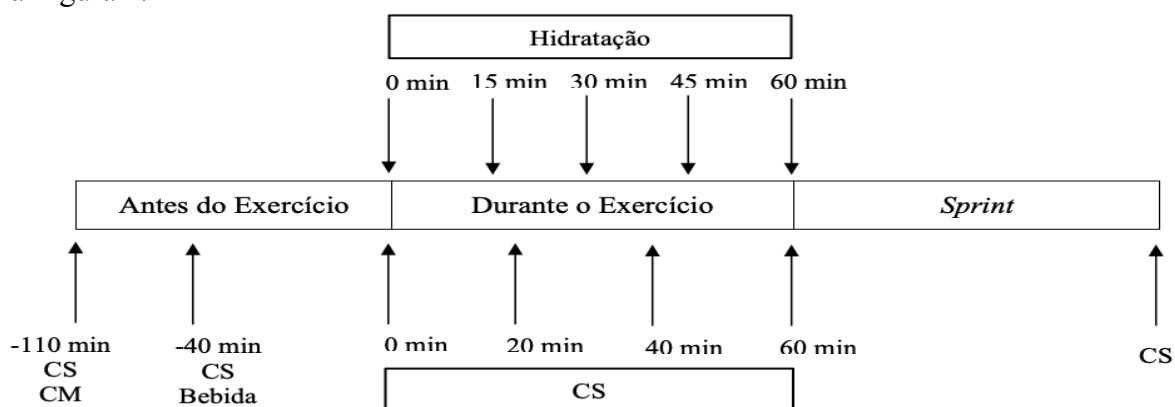 Hidratação
0 min 15 min 30 min 45 min 60 min
Antes do Exercício Durante o Exercício Sprint
-110 min -40 min 0 min 20 min 40 min 60 min CS
CS CS
CM Bebida CS